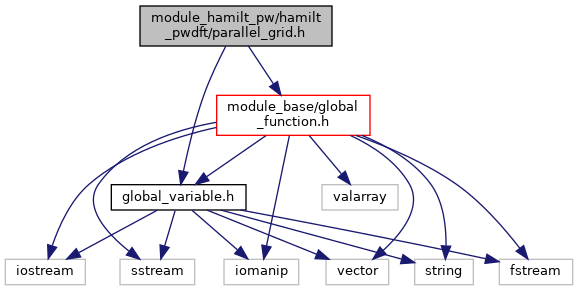 module_hamilt_pw/hamilt
_pwdft/parallel_grid.h
module_base/global
_function.h
global_variable.h
valarray
iostream
sstream
iomanip
vector
string
fstream